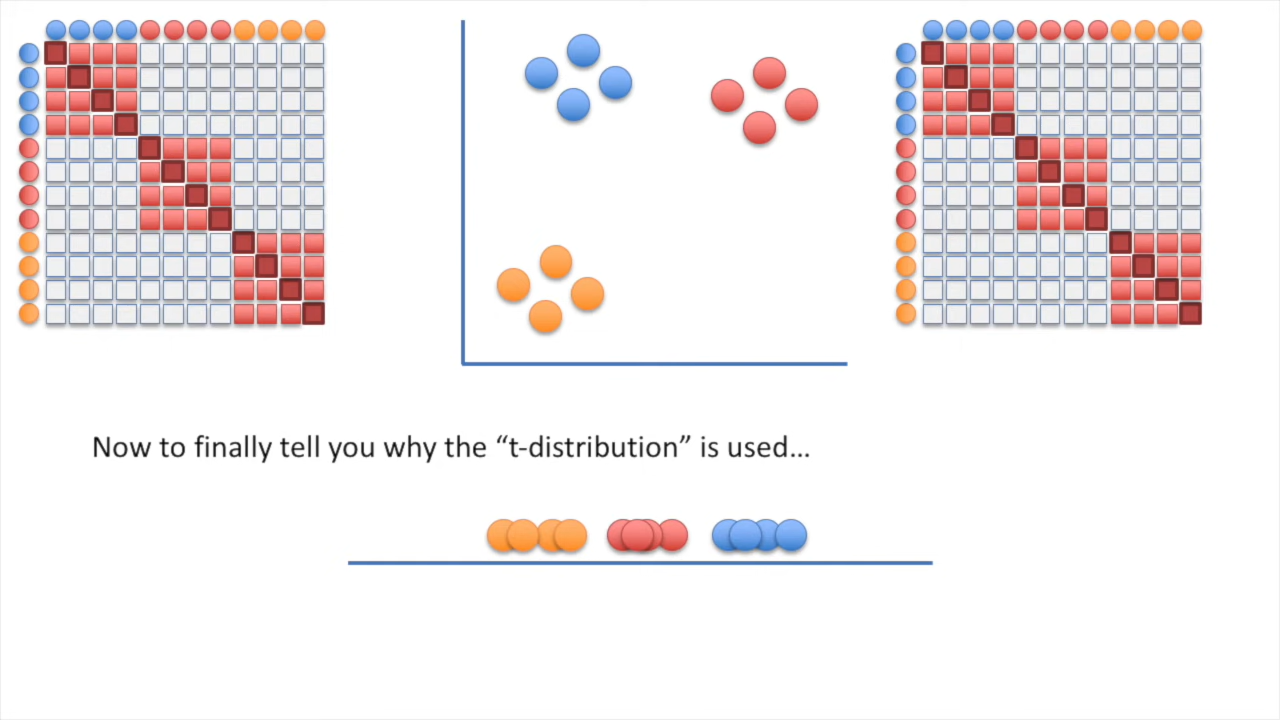 Now to finally tell you why the “t-distribution” is used…